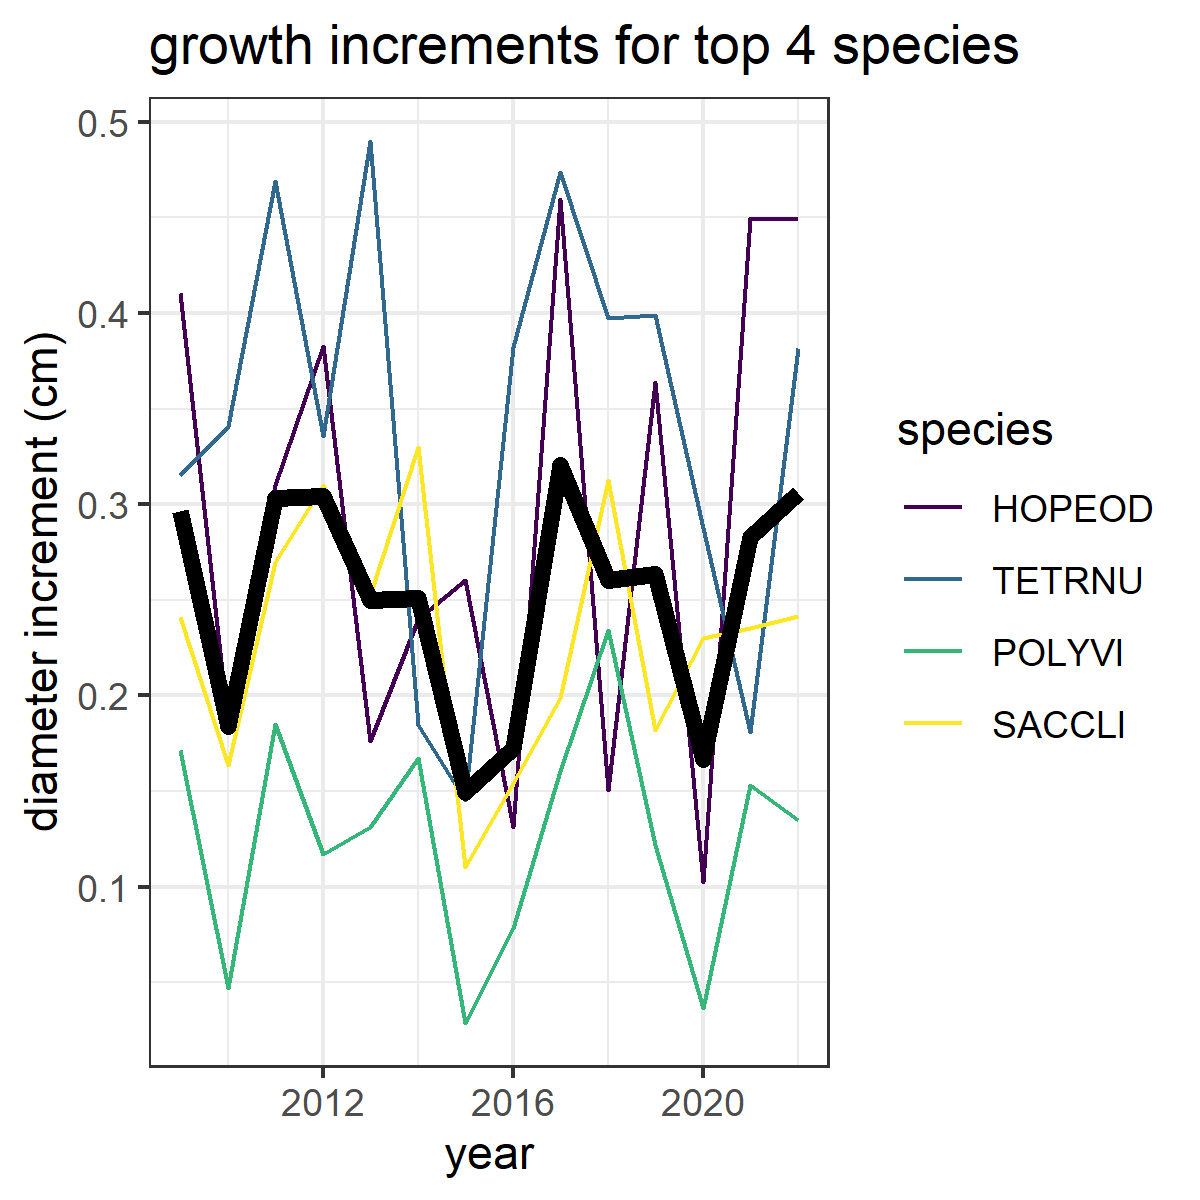 growth increments for top 4 species
0.5
0.4
0.3
0.2
0.1
diameter increment (cm)
2012
2016
2020
year
species
HOPEOD
TETRNU
POLYVI
SACCLI